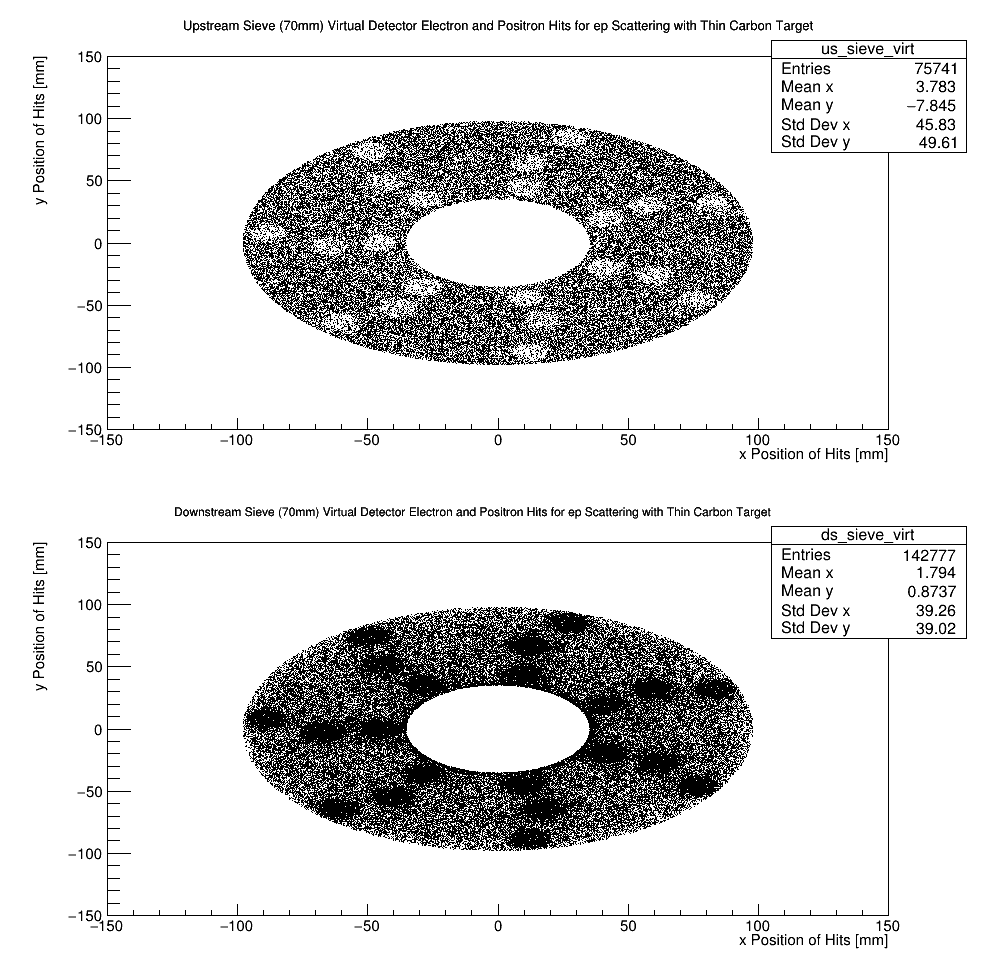 Upstream Sieve (70mm) Virtual Detector Electron and Positron Hits for ep Scattering with Thin Carbon Target
us_sieve_virt
Entries 75741
Mean x 3.783
Mean y −7.845
Std Dev x 45.83
Std Dev y 49.61
y Position of Hits [mm]
150
100
50
0
−50
−100
−150
−150 −100 −50 0 50 100 150
x Position of Hits [mm]
Downstream Sieve (70mm) Virtual Detector Electron and Positron Hits for ep Scattering with Thin Carbon Target
ds_sieve_virt
Entries 142777
Mean x 1.794
Mean y 0.8737
Std Dev x 39.26
Std Dev y 39.02
y Position of Hits [mm]
150
100
50
0
−50
−100
−150
−150 −100 −50 0 50 100 150
x Position of Hits [mm]